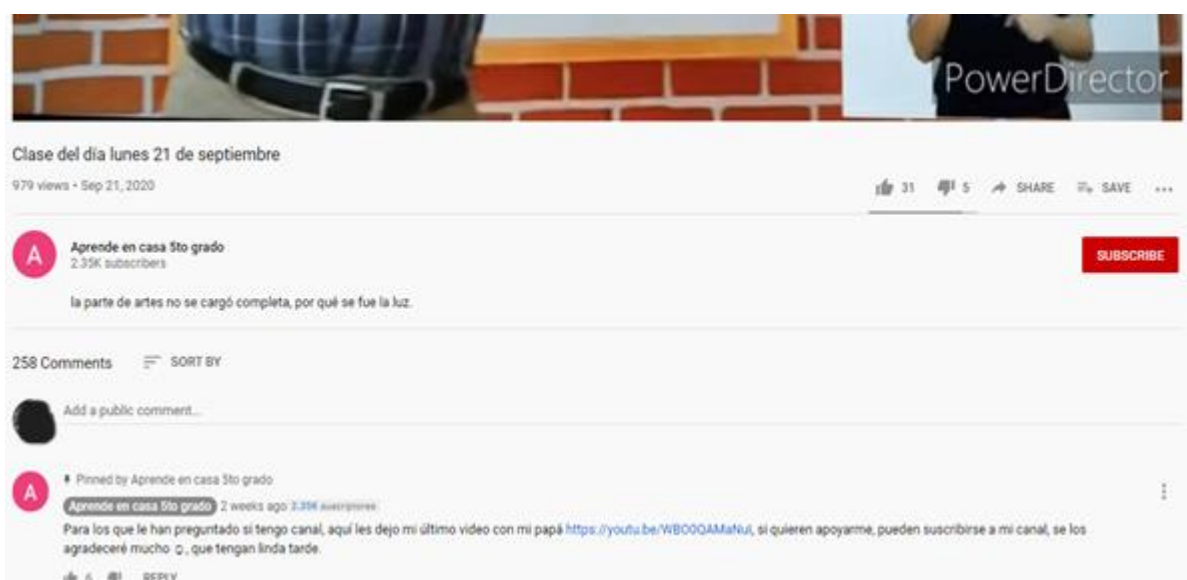 PowerDirector
Clase del día lunes 21 de septiembre
979 views • Sep 21, 2020
31 5 SHARE SAVE
A
Aprende en casa 5to grado
2.35K subscribers
SUBSCRIBE
la parte de artes no se cargó completa, por qué se fue la luz.
258 Comments SORT BY
Add a public comment...
Pinned by Aprende en casa 5to grado
A
Aprende en casa 5to grado 2 weeks ago 2.35K suscriptores
Para los que le han preguntado si tengo canal, aquí les dejo mi último video con mi papá https://youtu.be/WBO0QAMaNuI, si quieren apoyarme, pueden suscribirse a mi canal, se los
agradeceré mucho , que tengan linda tarde.
6 REPLY